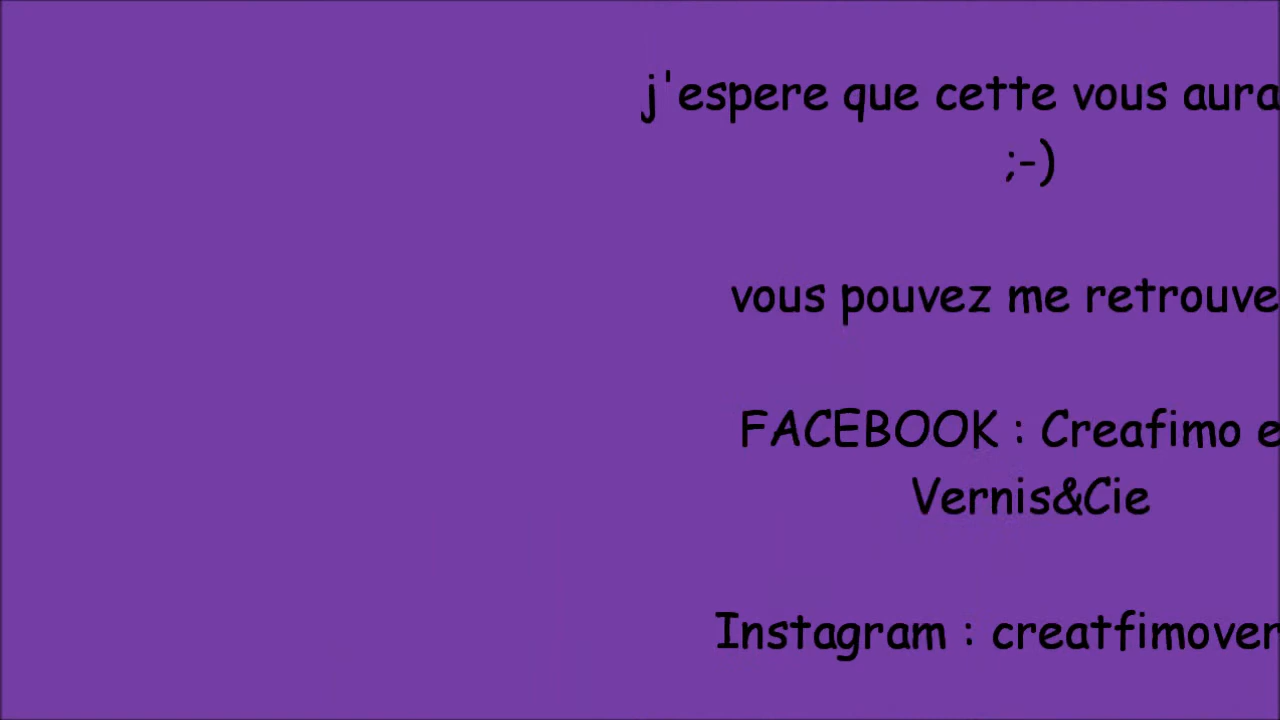 j'espere que cette vous aura
;-)
vous pouvez me retrouve
FACEBOOK : Creafimo e
Vernis&Cie
Instagram : creatfimover